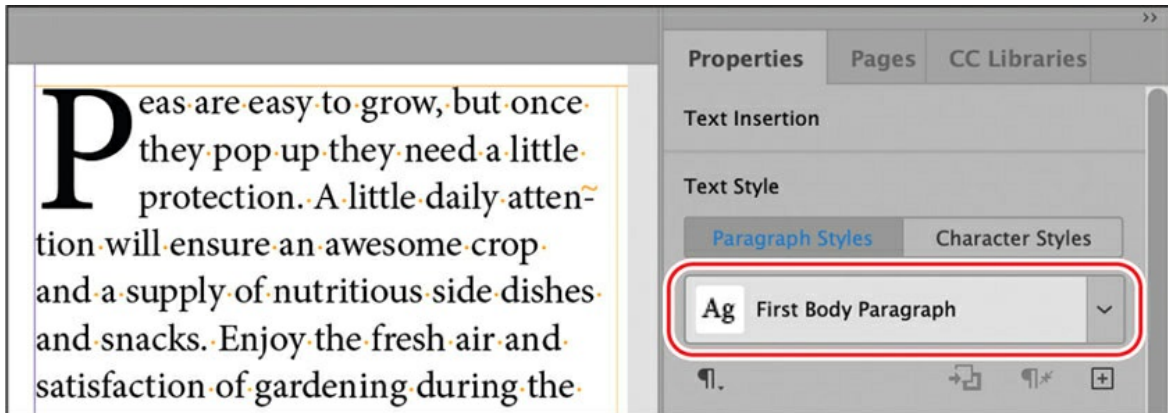 Peas are easy to grow, but once
they pop up they need a little
protection. A little daily atten-
tion will ensure an awesome crop
and a supply of nutritious side dishes
and snacks. Enjoy the fresh air and
satisfaction of gardening during the
Properties Pages CC Libraries
Text Insertion
Text Style
Paragraph Styles Character Styles
Ag First Body Paragraph